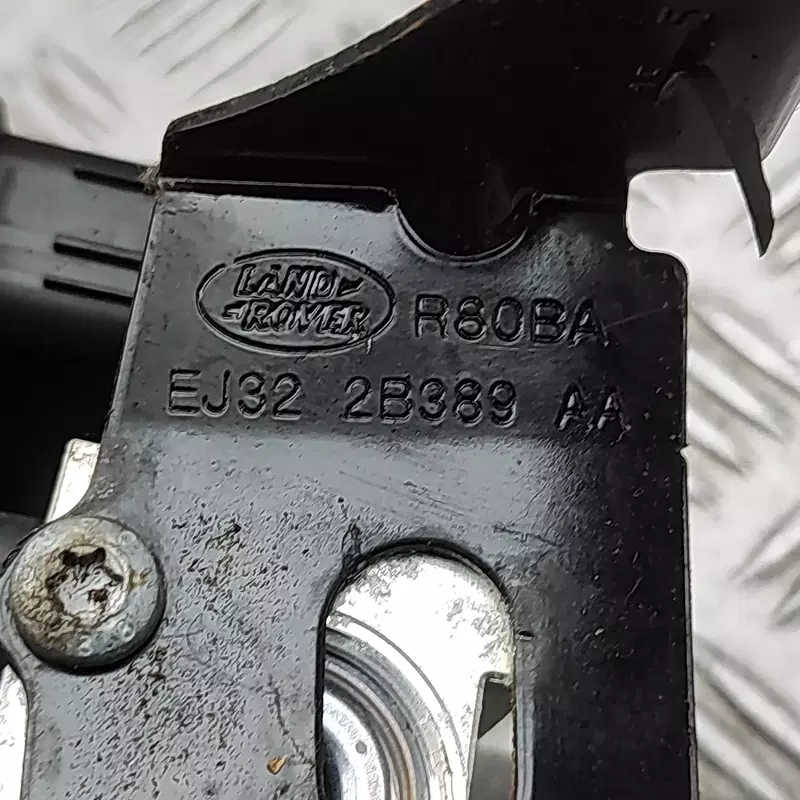 LAND ROVER R80BA
EJ32 2B389 AA